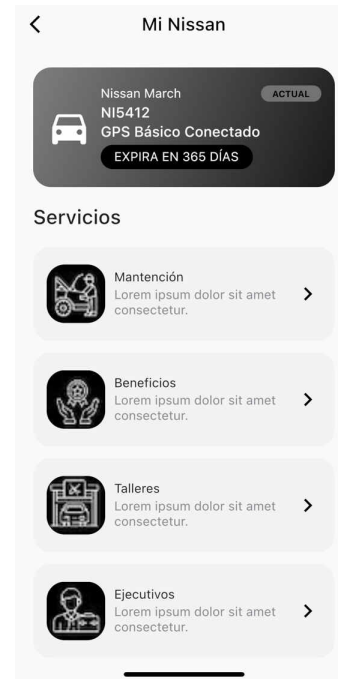 Mi Nissan
Nissan March
ACTUAL
NI5412
GPS Básico Conectado
EXPIRA EN 365 DÍAS
Servicios
Mantención
Lorem ipsum dolor sit amet
consectetur.
Beneficios
Lorem ipsum dolor sit amet
consectetur.
Talleres
Lorem ipsum dolor sit amet
consectetur.
Ejecutivos
Lorem ipsum dolor sit amet
consectetur.